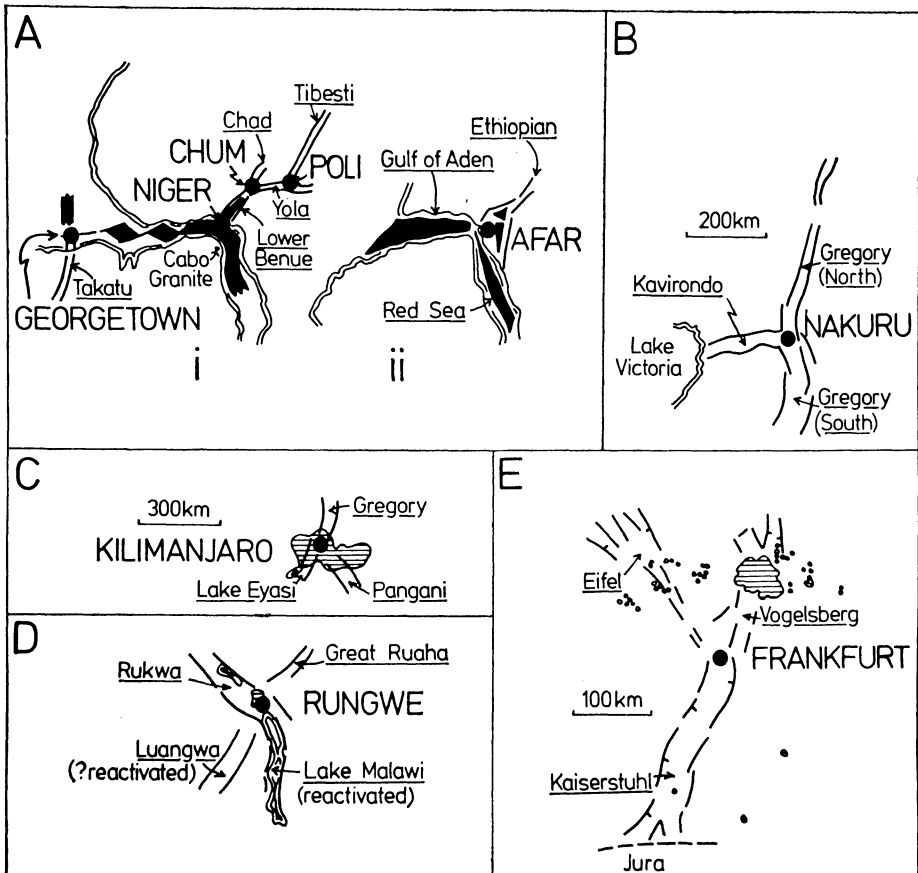 A
Tibesti
Chad
CHUM
POLI
NIGER
Yola
Lower
Benue
Cabo
Granite
Takatu
GEORGETOWN
i
Ethiopian
Gulf of Aden
AFAR
Red Sea
ii
B
200km
Gregory
(North)
Kavirondo
NAKURU
Lake
Victoria
Gregory
(South)
C
300km
Gregory
KILIMANJARO
Lake Eyasi
Pangani
D
Great Ruaha
Rukwa
RUNGWE
Luangwa
(?reactivated)
Lake Malawi
(reactivated)
E
Eifel
Vogelsberg
FRANKFURT
100km
Kaiserstuhl
Jura